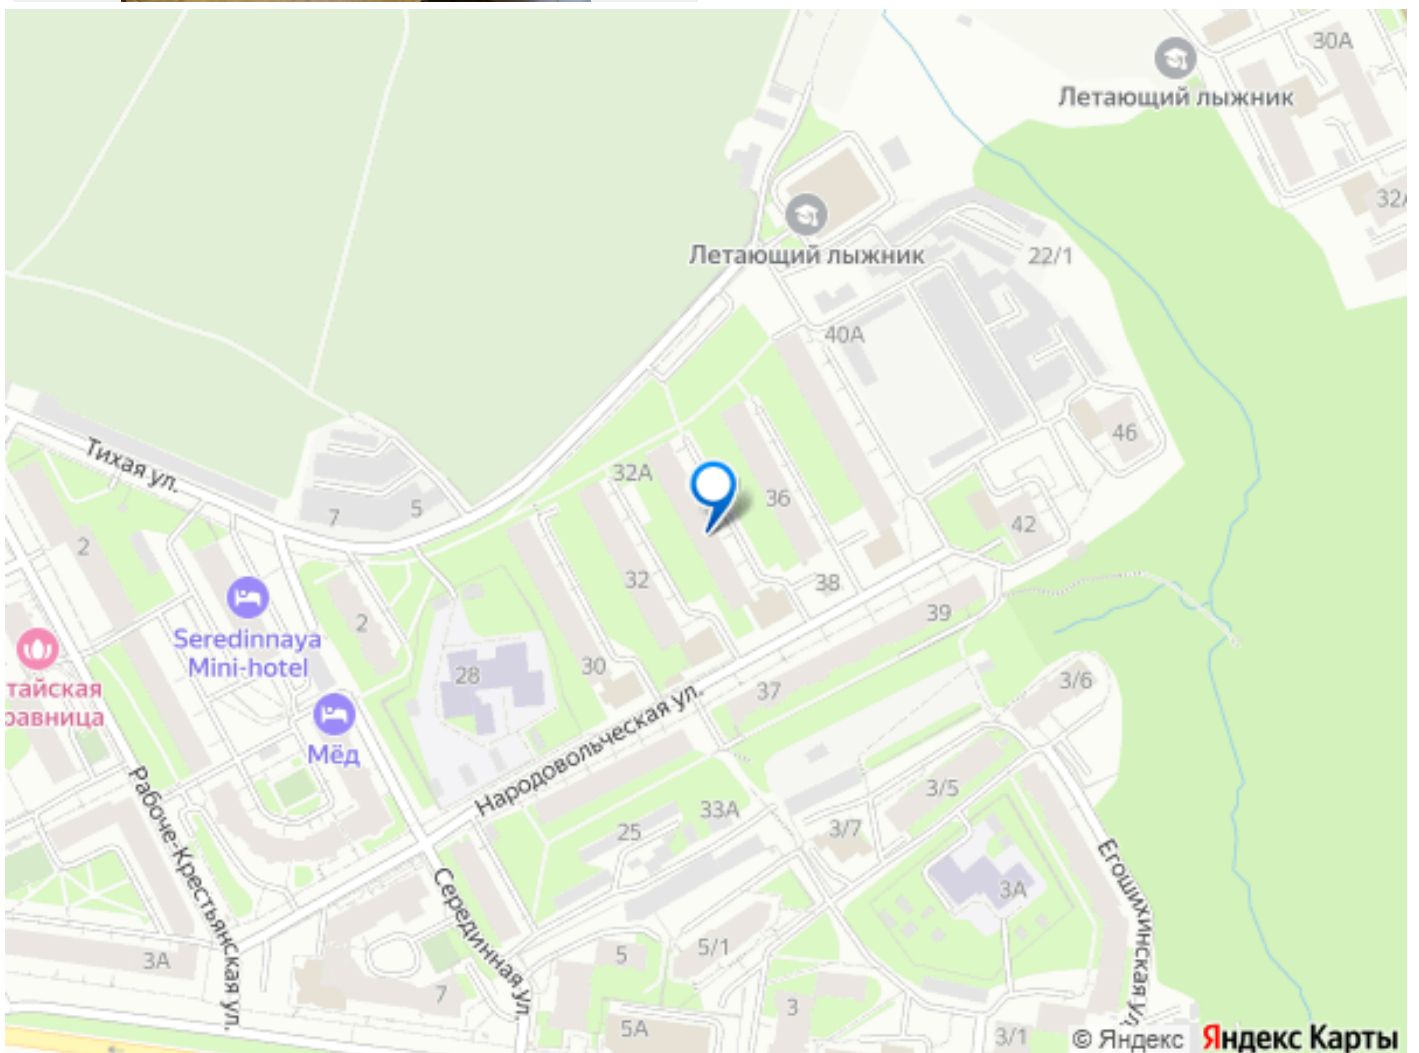 30А
Летающий лыжник
32
Летающий лыжник
22/1
40А
46
Тихая ул.
32А
36
7
5
42
2
32
38
2
39
Seredinnaya
Mini-hotel
28
30
37
3/6
тайская
равница
Мёд
Народовольческая ул.
3/5
33А
25
3/7
Рабоче-Крестьянская ул.
Серединная ул.
3А
Егошихинская ул.
5/1
5
3А
7
3
5А
3/1
© Яндекс Яндекс Карты